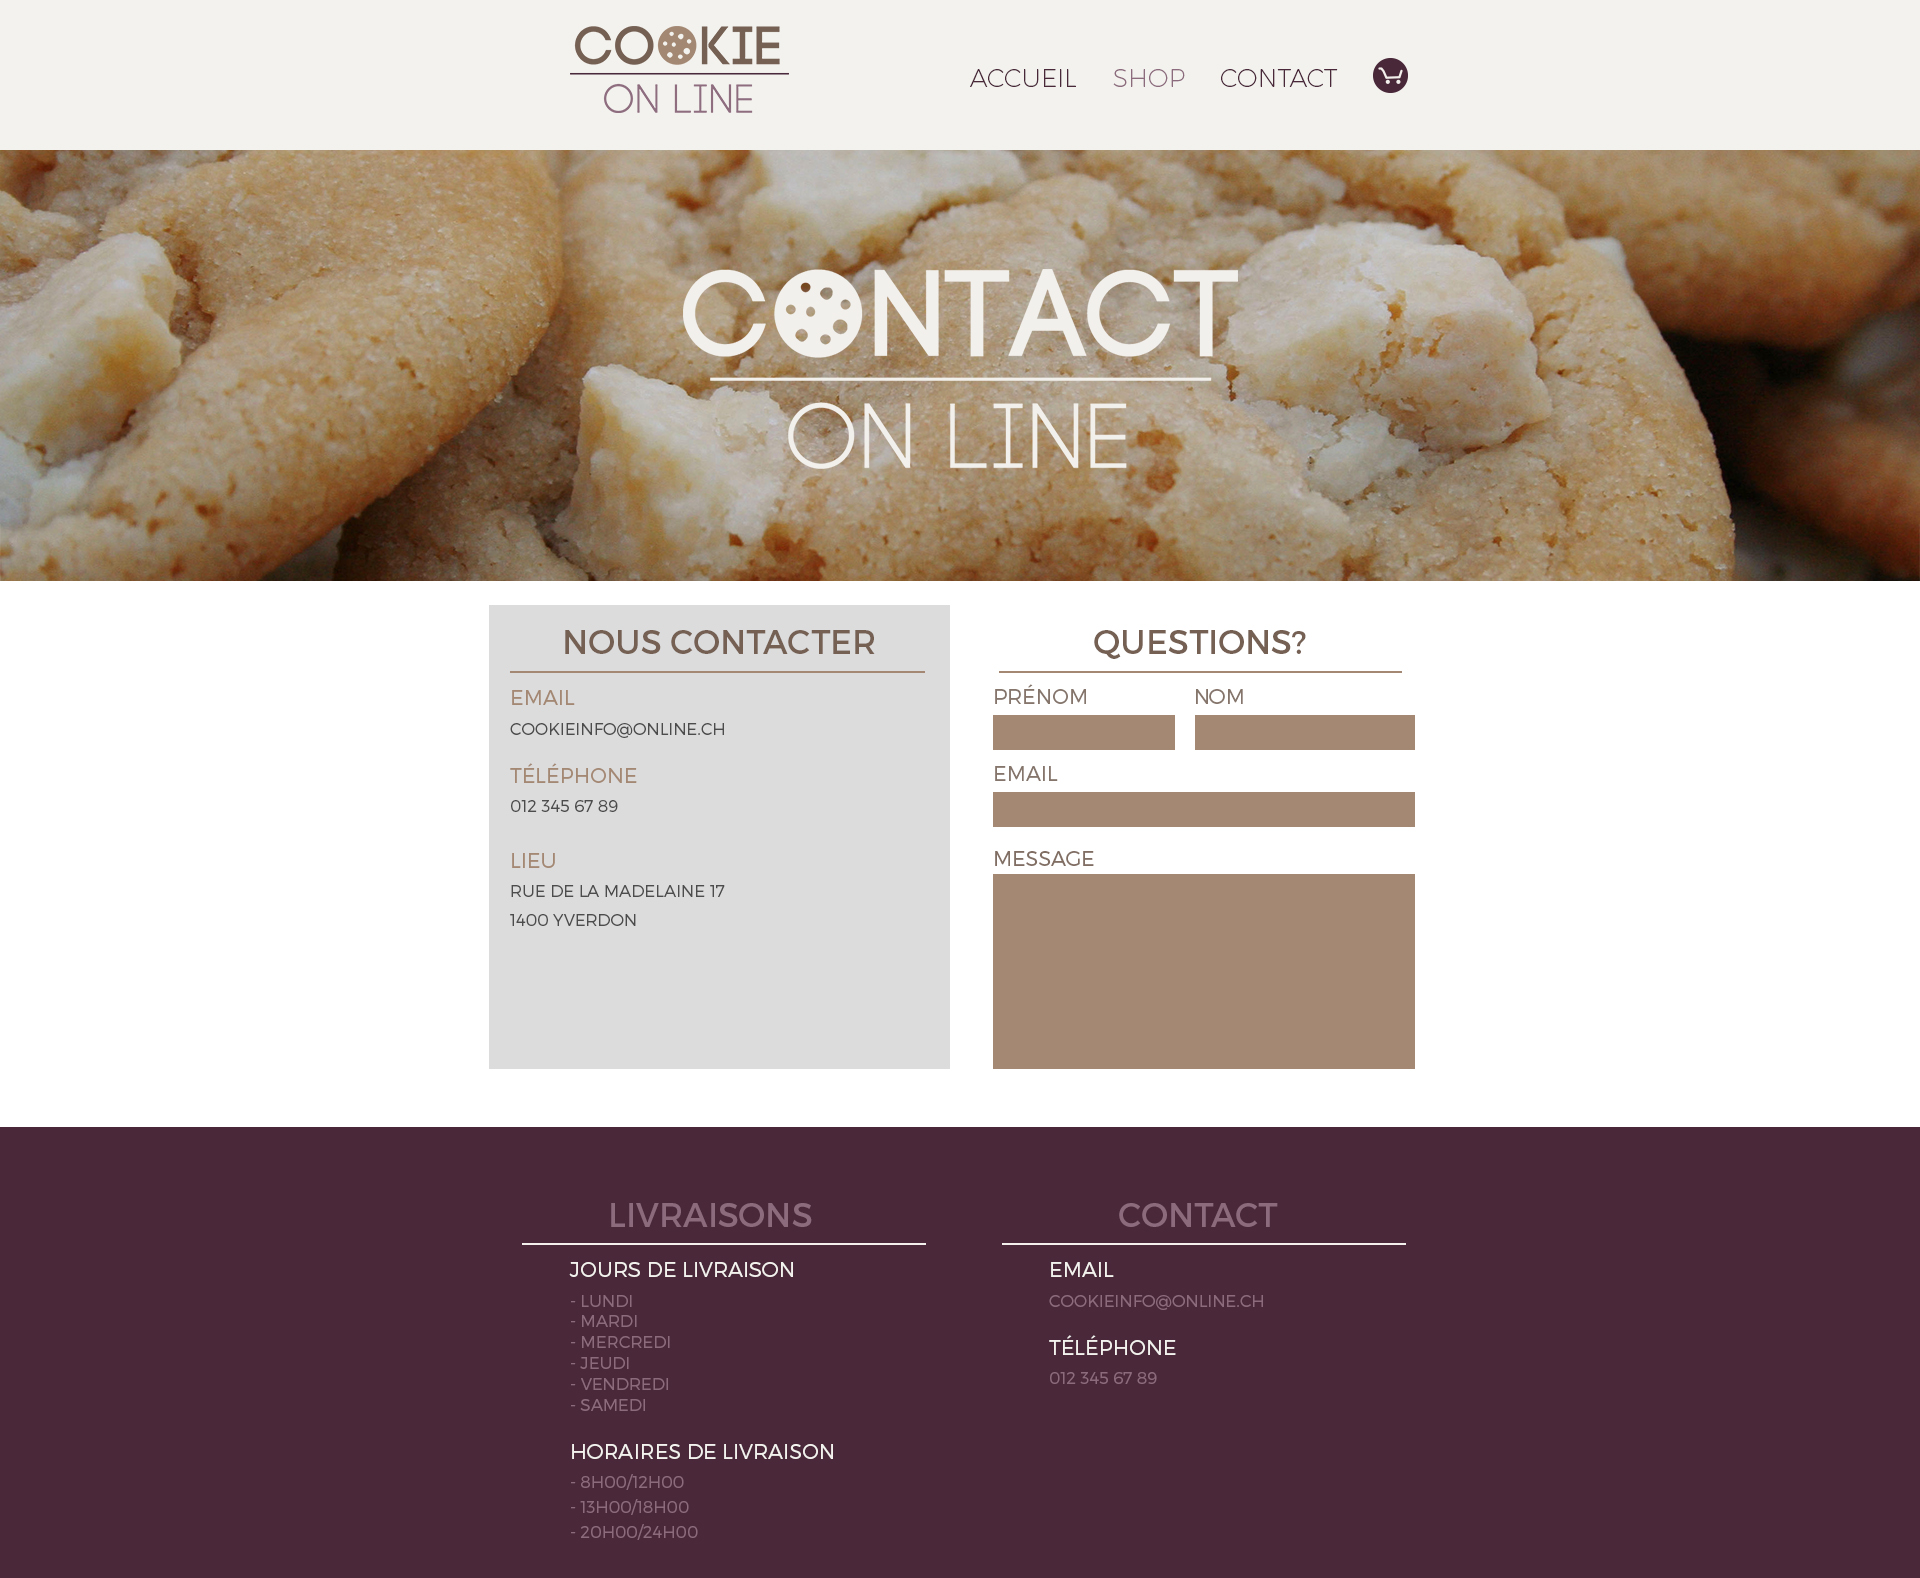 COOKIE
ON LINE
ACCUEIL SHOP CONTACT
CONTACT
ON LINE
NOUS CONTACTER
EMAIL
COOKIEINFO@ONLINE.CH
TÉLÉPHONE
012 345 67 89
LIEU
RUE DE LA MADELAINE 17
1400 YVERDON
QUESTIONS?
PRÉNOM NOM
EMAIL
MESSAGE
LIVRAISONS
JOURS DE LIVRAISON
- LUNDI
- MARDI
- MERCREDI
- JEUDI
- VENDREDI
- SAMEDI
HORAIRES DE LIVRAISON
- 8H00/12H00
- 13H00/18H00
- 20H00/24H00
CONTACT
EMAIL
COOKIEINFO@ONLINE.CH
TÉLÉPHONE
012 345 67 89